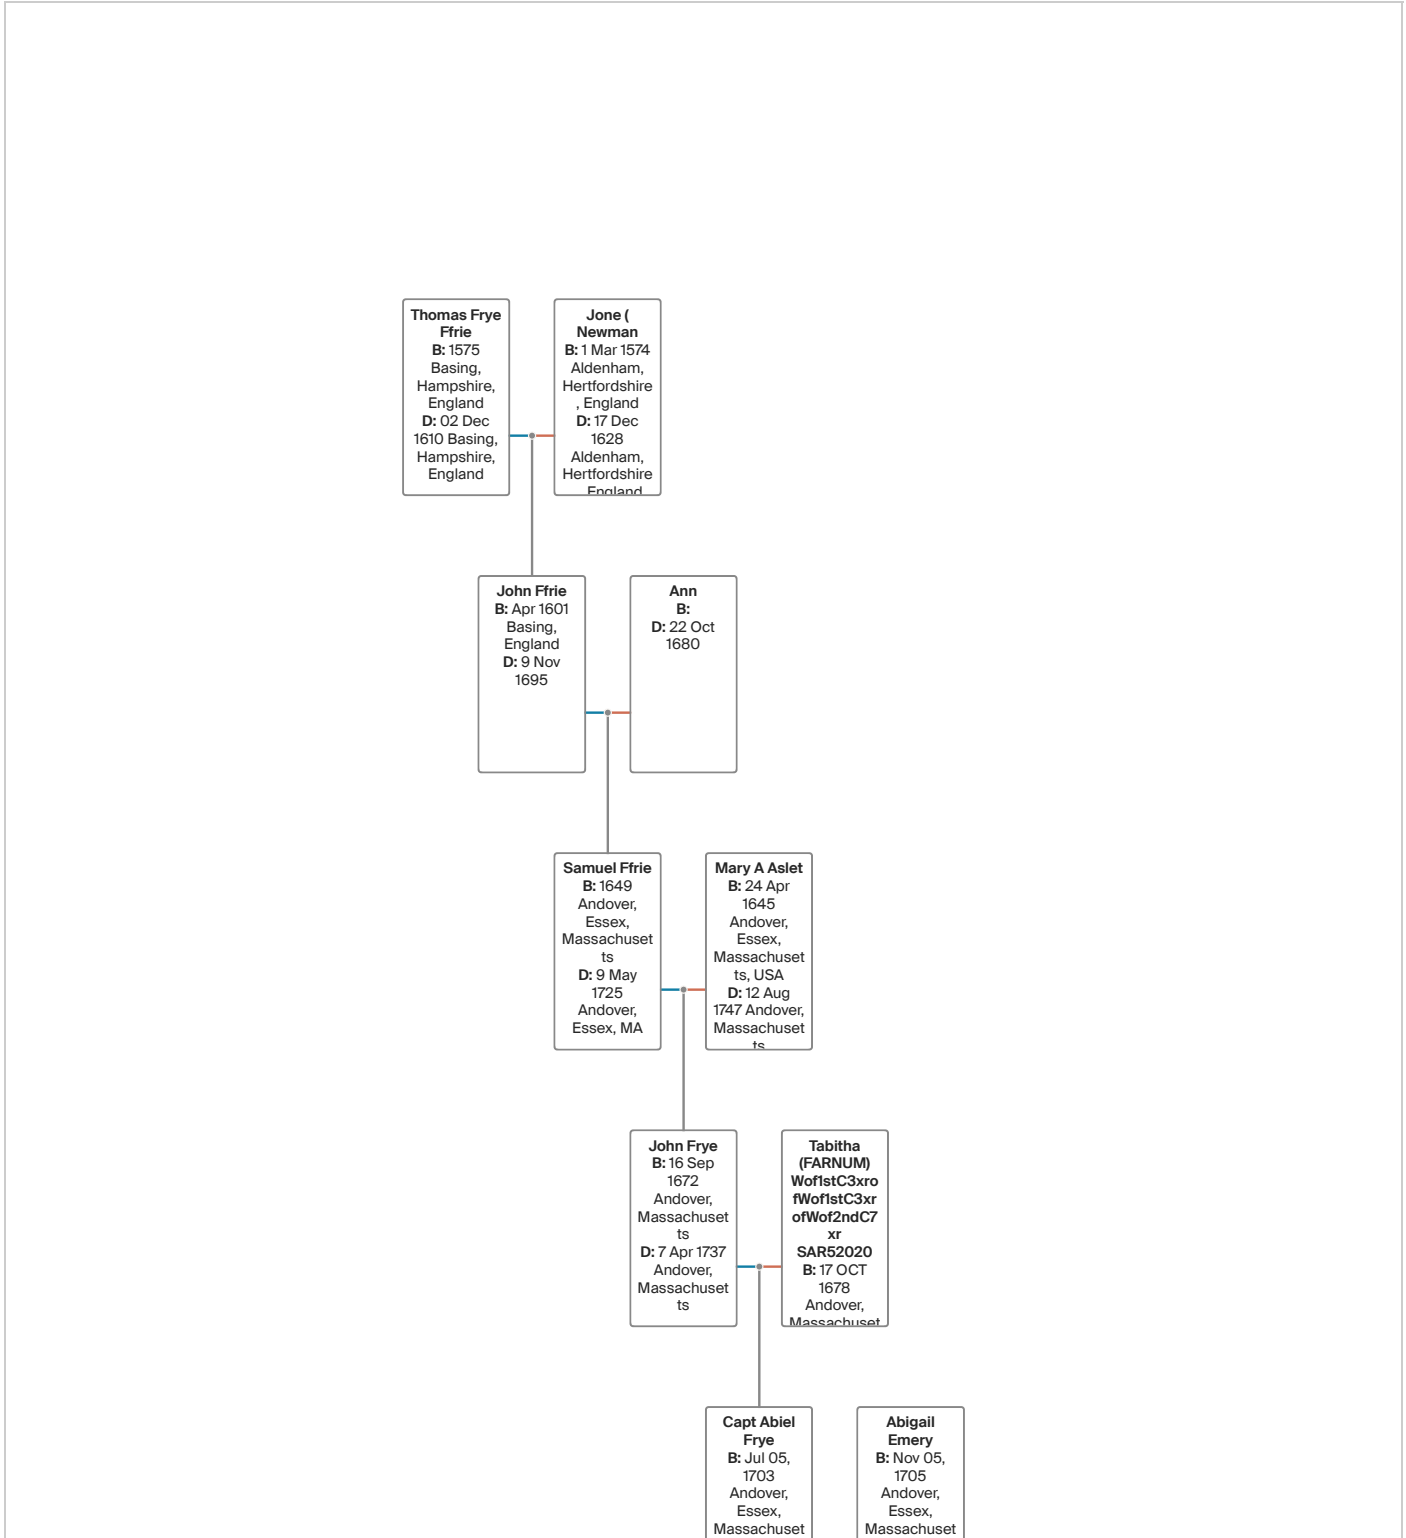 Thomas Frye
Ffrie
B: 1575
Basing,
Hampshire,
England
D: 02 Dec
1610 Basing,
Hampshire,
England
Jone (
Newman
B: 1 Mar 1574
Aldenham,
Hertfordshire
, England
D: 17 Dec
1628
Aldenham,
Hertfordshire
England
John Ffrie
B: Apr 1601
Basing,
England
D: 9 Nov
1695
Ann
B:
D: 22 Oct
1680
Samuel Ffrie
B: 1649
Andover,
Essex,
Massachuset
ts
D: 9 May
1725
Andover,
Essex, MA
Mary A Aslet
B: 24 Apr
1645
Andover,
Essex,
Massachuset
ts, USA
D: 12 Aug
1747 Andover,
Massachuset
ts
John Frye
B: 16 Sep
1672
Andover,
Massachuset
ts
D: 7 Apr 1737
Andover,
Massachuset
ts
Tabitha
(FARNUM)
Wof1stC3xro
fWof1stC3xr
ofWof2ndC7
xr
SAR52020
B: 17 OCT
1678
Andover,
Massachuset
Capt Abiel
Frye
B: Jul 05,
1703
Andover,
Essex,
Massachuset
Abigail
Emery
B: Nov 05,
1705
Andover,
Essex,
Massachuset